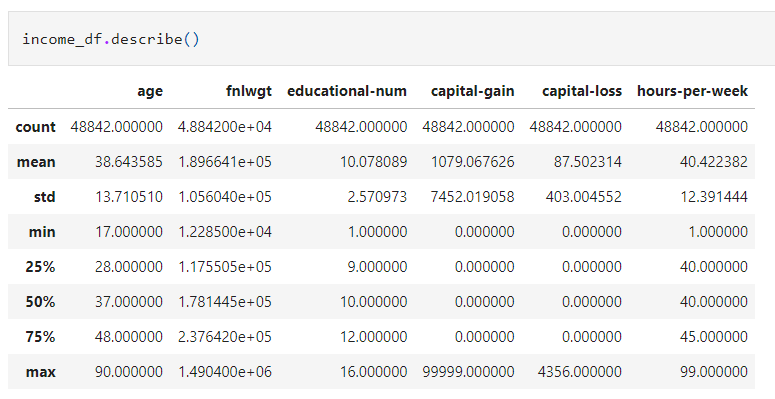 income_df.describe()
age fnlwgt educational-num capital-gain capital-loss hours-per-week
count 48842.000000 4.884200e+04 48842.000000 48842.000000 48842.000000 48842.000000
mean 38.643585 1.896641e+05 10.078089 1079.067626 87.502314 40.422382
std 13.710510 1.056040e+05 2.570973 7452.019058 403.004552 12.391444
min 17.000000 1.228500e+04 1.000000 0.000000 0.000000 1.000000
25% 28.000000 1.175505e+05 9.000000 0.000000 0.000000 40.000000
50% 37.000000 1.781445e+05 10.000000 0.000000 0.000000 40.000000
75% 48.000000 2.376420e+05 12.000000 0.000000 0.000000 45.000000
max 90.000000 1.490400e+06 16.000000 99999.000000 4356.000000 99.000000